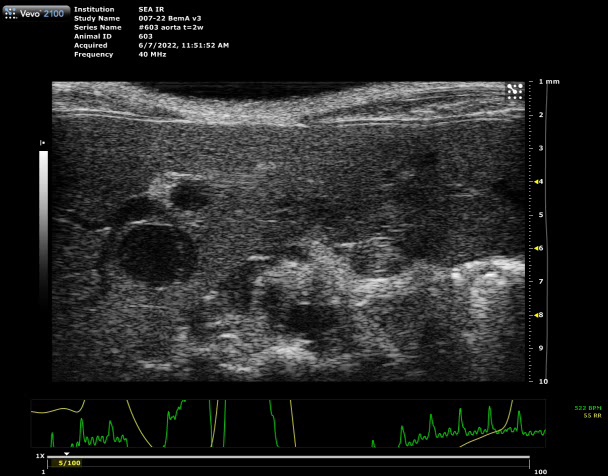 Vevo 2100
Institution SEA IR
Study Name 007-22 BemA v3
Series Name #603 aorta t=2w
Animal ID 603
Acquired 6/7/2022, 11:51:52 AM
Frequency 40 MHz
1 mm
2
3
4
5
6
7
8
9
10
522 BPM
55 RR
1X
5/100
1
100